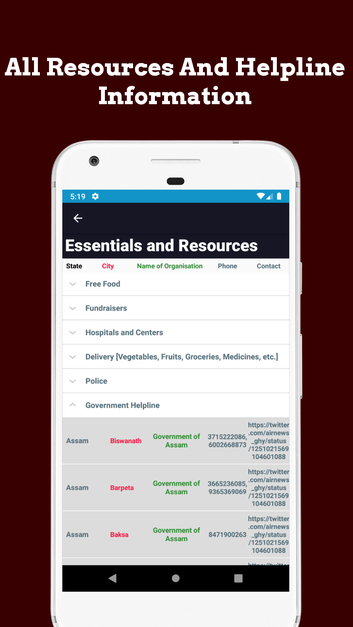 All Resources And Helpline
Information
5:19
Essentials and Resources
State City Name of Organisation Phone Contact
Free Food
Fundraisers
Hospitals and Centers
Delivery [Vegetables, Fruits, Groceries, Medicines, etc.]
Police
Government Helpline
Assam Biswanath Government of Assam 3715222086, 6002668873 https://twitter.com/airnews_ghy/status/1251021569104601088
Assam Barpeta Government of Assam 3665236085, 9365369069 https://twitter.com/airnews_ghy/status/1251021569104601088
Assam Baksa Government of Assam 8471900263 https://twitter.com/airnews_ghy/status/1251021569104601088